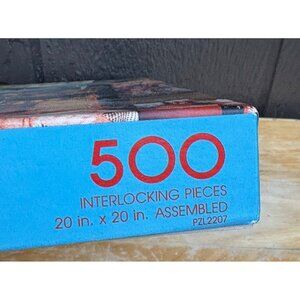 500
INTERLOCKING PIECES
20 in. x 20 in. ASSEMBLED
PZL2207